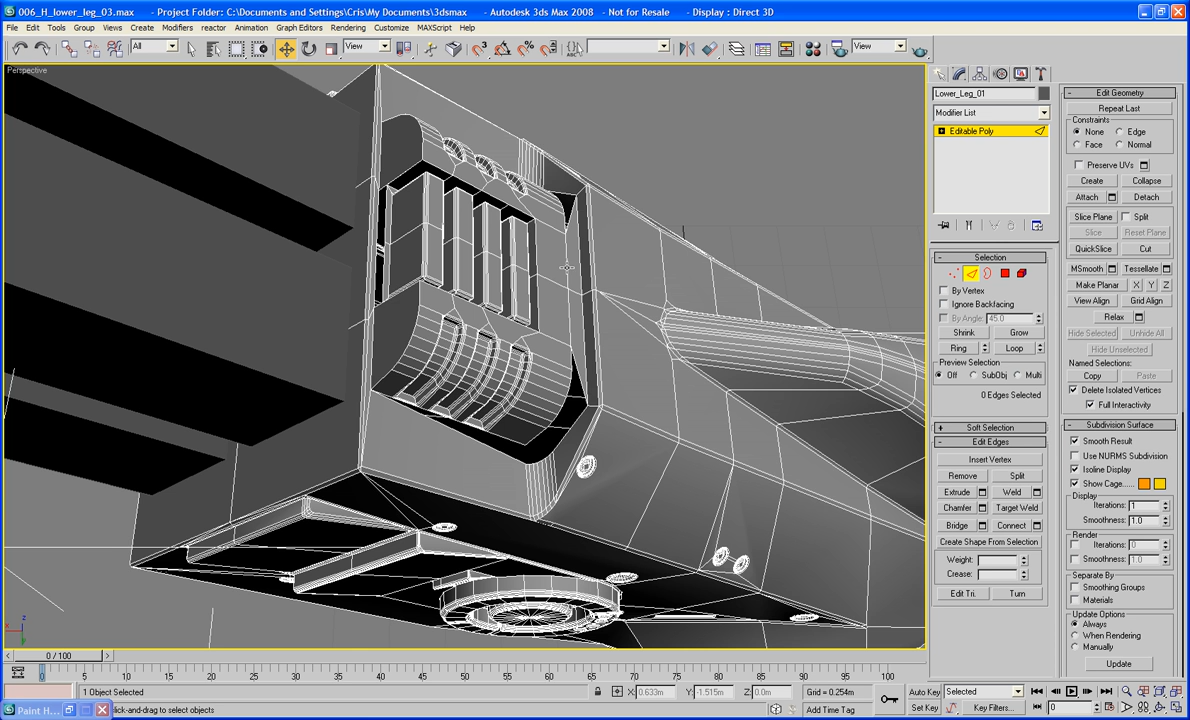 006_H_lower_leg_03.max - Project Folder: C:\Documents and Settings\Cris\My Documents\3dsmax - Autodesk 3ds Max 2008 - Not for Resale - Display : Direct 3D
File Edit Tools Group Views Create Modifiers reactor Animation Graph Editors Rendering Customize MAXScript Help
All View View
Perspective
Lower_Leg_01
Modifier List
Editable Poly
- Selection
By Vertex
Ignore Backfacing
By Angle: 45.0
Shrink Grow
Ring Loop
Preview Selection
Off SubObj Multi
0 Edges Selected
+ Soft Selection
- Edit Edges
Insert Vertex
Remove Split
Extrude Weld
Chamfer Target Weld
Bridge Connect
Create Shape From Selection
Weight:
Crease:
Edit Tri. Turn
- Edit Geometry
Repeat Last
Constraints
None Edge
Face Normal
Preserve UVs
Create Collapse
Attach Detach
Slice Plane Split
Slice Reset Plane
QuickSlice Cut
MSmooth Tessellate
Make Planar X Y Z
View Align Grid Align
Relax
Hide Selected Unhide All
Hide Unselected
Named Selections:
Copy Paste
Delete Isolated Vertices
Full Interactivity
- Subdivision Surface
Smooth Result
Use NURMS Subdivision
Isoline Display
Show Cage......
Display
Iterations: 1
Smoothness: 1.0
Render
Iterations: 0
Smoothness: 1.0
Separate By
Smoothing Groups
Materials
Update Options
Always
When Rendering
Manually
Update
z
x
y
< 0 / 100 >
0 5 10 15 20 25 30 35 40 45 50 55 60 65 70 75 80 85 90 95 100
1 Object Selected X: 0.633m Y: -1.515m Z: 0.0m Grid = 0.254m Auto Key Selected
Paint H... lick-and-drag to select objects Add Time Tag Set Key Key Filters... 0